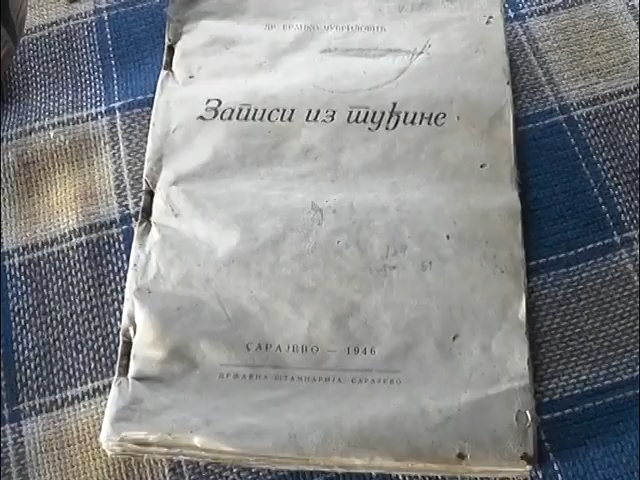 ДР БРАНКО ЧУБРИЛОВИЋ
Записи из туђине
САРАЈЕВО — 1946
ДРЖАВНА ШТАМПАРИЈА, САРАЈЕВО